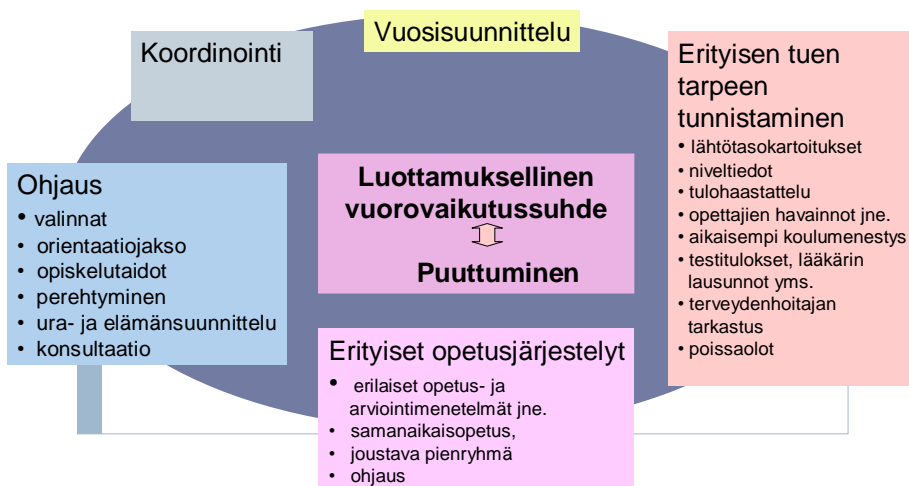 Vuosisuunnittelu
Koordinointi
Erityisen tuen
tarpeen
tunnistaminen
• lähtötasokartoitukset
• niveltiedot
• tulohaastattelu
• opettajien havainnot jne.
• aikaisempi koulumenestys
• testitulokset, lääkärin
lausunnot yms.
• terveydenhoitajan
tarkastus
• poissaolot
Ohjaus
• valinnat
• orientaatiojakso
• opiskelutaidot
• perehtyminen
• ura- ja elämänsuunnittelu
• konsultaatio
Luottamuksellinen
vuorovaikutussuhde
Puuttuminen
Erityiset opetusjärjestelyt
• erilaiset opetus- ja
arviointimenetelmät jne.
• samanaikaisopetus,
• joustava pienryhmä
• ohjaus